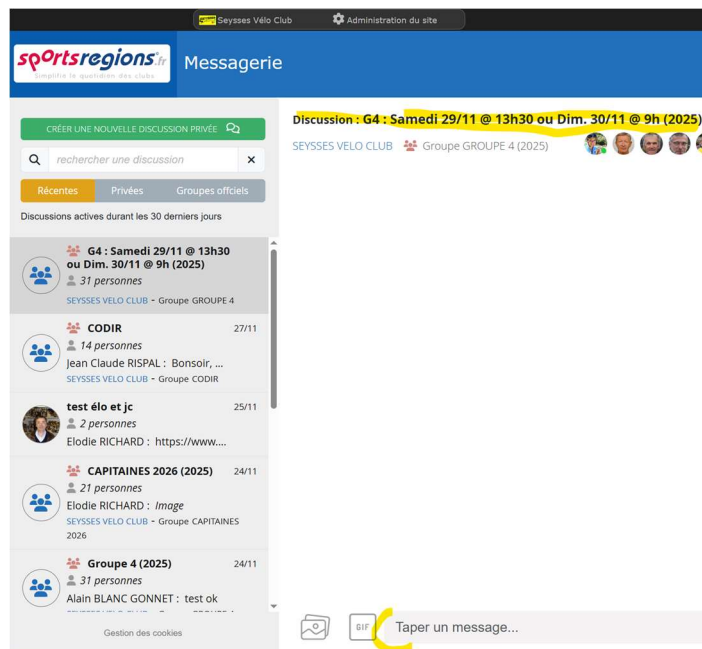 Seysses Vélo Club
Administration du site
sportsregions.fr
Simplifie le quotidien des clubs
Messagerie
CRÉER UNE NOUVELLE DISCUSSION PRIVÉE
rechercher une discussion
Récentes
Privées
Groupes offciels
Discussions actives durant les 30 derniers jours
G4 : Samedi 29/11 @ 13h30
ou Dim. 30/11 @ 9h (2025)
31 personnes
SEYSSES VELO CLUB - Groupe GROUPE 4
CODIR 27/11
14 personnes
Jean Claude RISPAL : Bonsoir, ...
SEYSSES VELO CLUB - Groupe CODIR
test élo et jc 25/11
2 personnes
Elodie RICHARD : https://www....
CAPITAINES 2026 (2025) 24/11
21 personnes
Elodie RICHARD : Image
SEYSSES VELO CLUB - Groupe CAPITAINES
2026
Groupe 4 (2025) 24/11
31 personnes
Alain BLANC GONNET : test ok
Gestion des cookies
Discussion : G4 : Samedi 29/11 @ 13h30 ou Dim. 30/11 @ 9h (2025)
SEYSSES VELO CLUB Groupe GROUPE 4 (2025)
GIF
Taper un message...